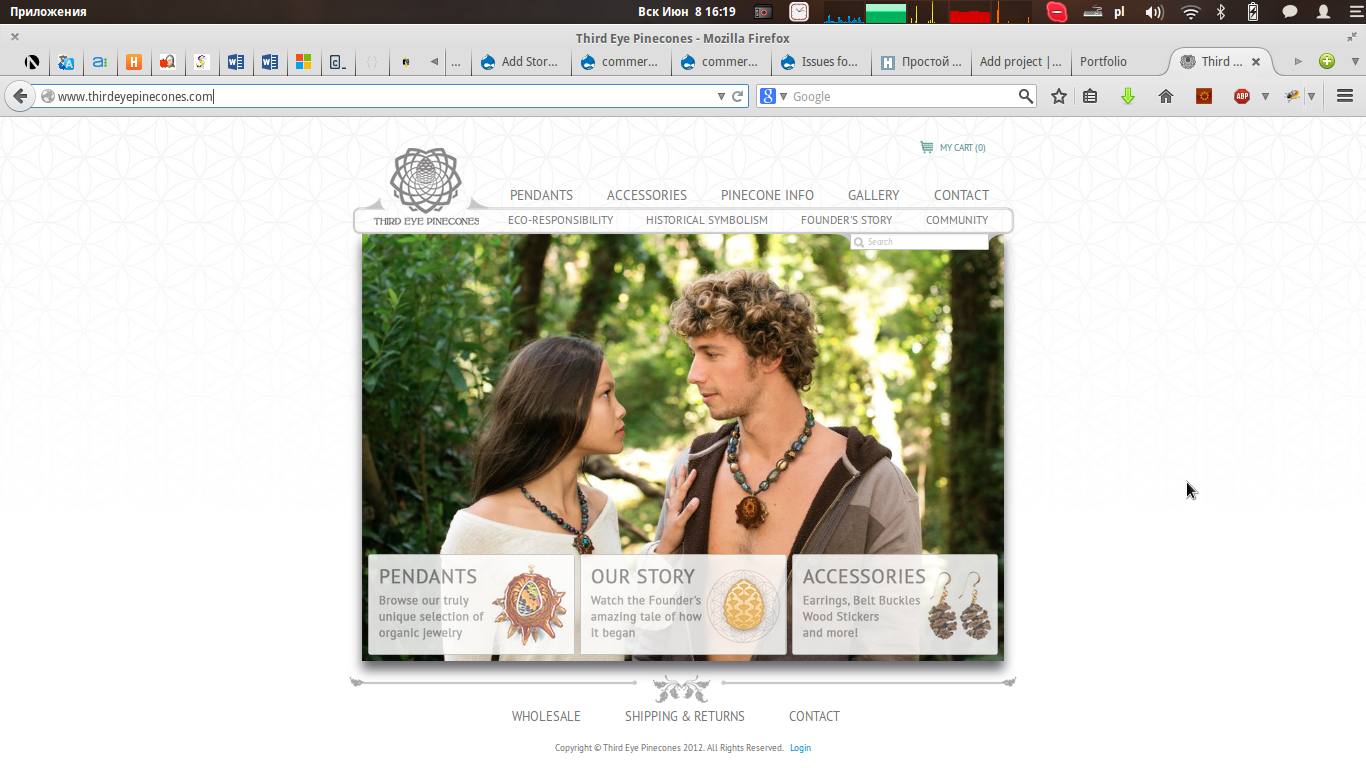 Приложения
Вск Июн 8 16:19
pl
Third Eye Pinecones - Mozilla Firefox
...
Add Stor...
commer...
commer...
Issues fo...
Простой ...
Add project |...
Portfolio
Third ...
www.thirdeyepinecones.com
Google
ABP
MY CART (0)
PENDANTS ACCESSORIES PINECONE INFO GALLERY CONTACT
THIRD EYE PINECONES
ECO-RESPONSIBILITY HISTORICAL SYMBOLISM FOUNDER'S STORY COMMUNITY
Search
PENDANTS
Browse our truly
unique selection of
organic jewelry
OUR STORY
Watch the Founder's
amazing tale of how
it began
ACCESSORIES
Earrings, Belt Buckles
Wood Stickers
and more!
WHOLESALE SHIPPING & RETURNS CONTACT
Copyright © Third Eye Pinecones 2012. All Rights Reserved. Login